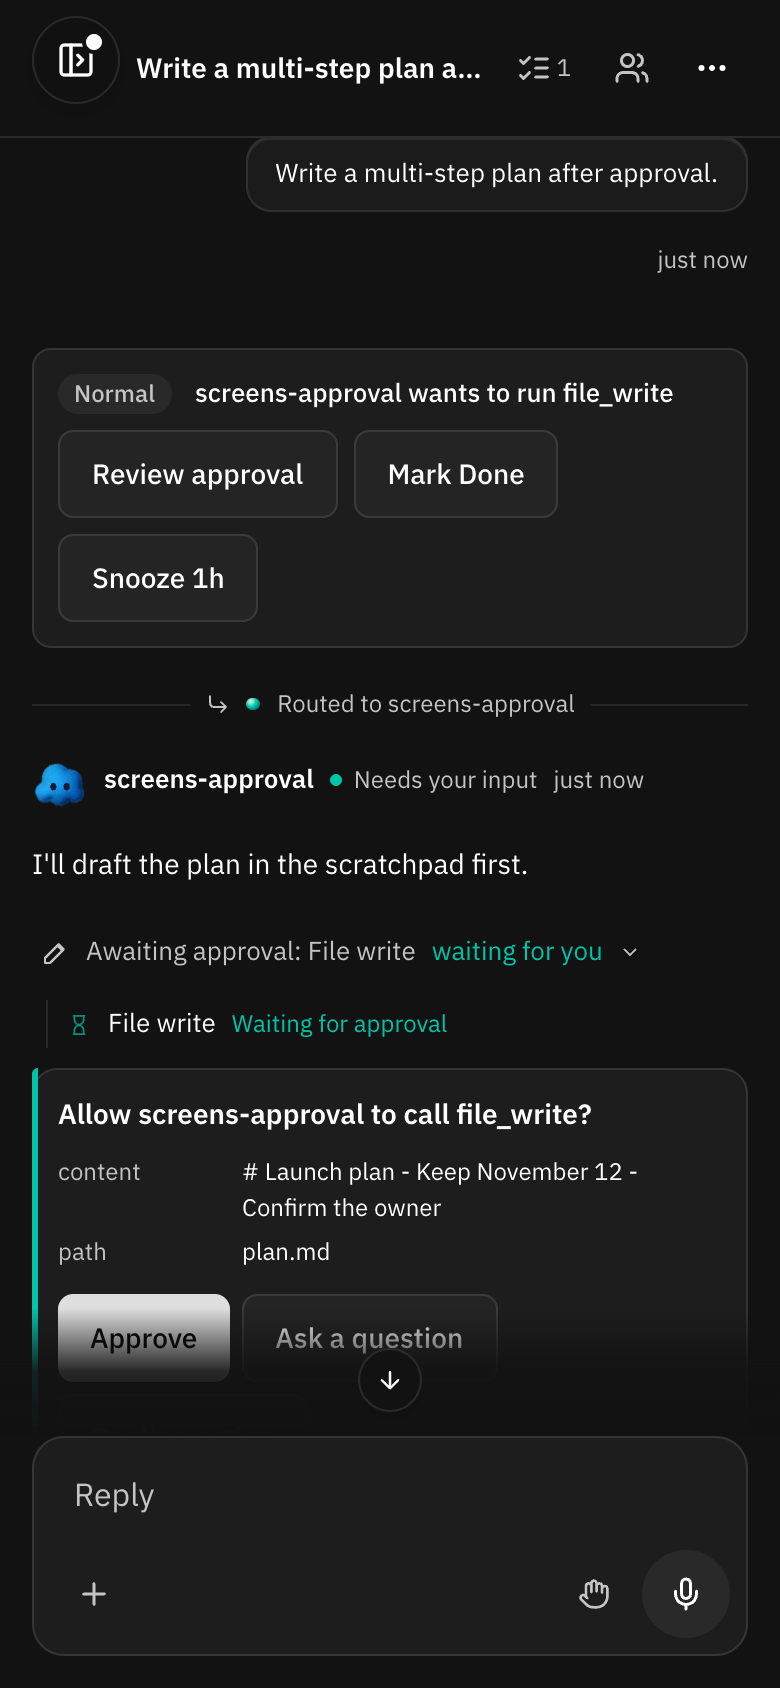 Write a multi-step plan a...
1
Write a multi-step plan after approval.
just now
Normal
screens-approval wants to run file_write
Review approval
Mark Done
Snooze 1h
Routed to screens-approval
screens-approval
Needs your input
just now
I'll draft the plan in the scratchpad first.
Awaiting approval: File write
waiting for you
File write
Waiting for approval
Allow screens-approval to call file_write?
content
# Launch plan - Keep November 12 -
Confirm the owner
path
plan.md
Approve
Ask a question
Reply